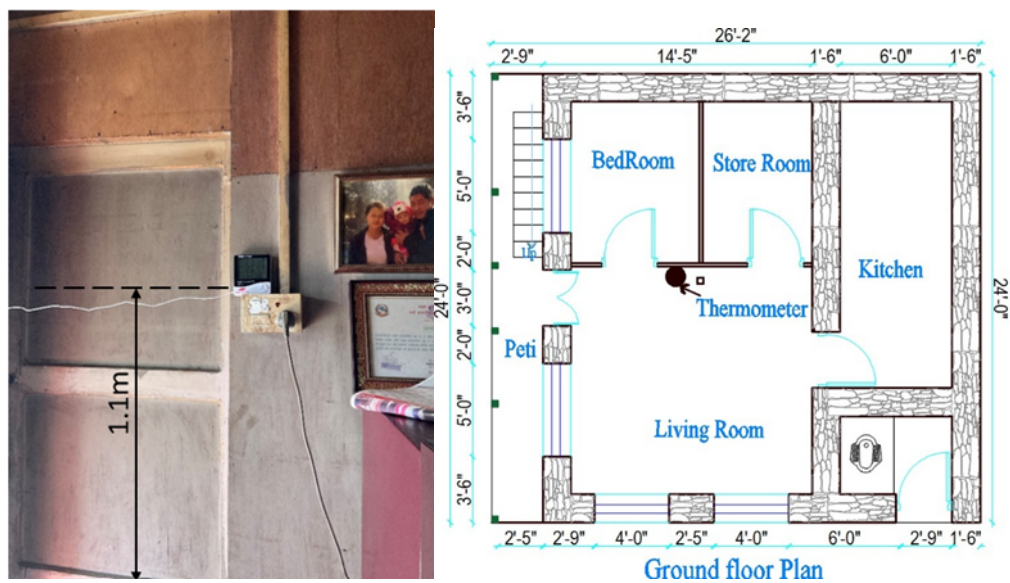 1.1m
26'-2"
2'-9" 14'-5" 1'-6" 6'-0" 1'-6"
3'-6"
5'-0"
2'-0"
3'-0"
2'-0"
5'-0"
3'-6"
24'-0"
24'-0"
BedRoom
Store Room
Kitchen
Up
Thermometer
Peti
Living Room
2'-5" 2'-9" 4'-0" 2'-5" 4'-0" 6'-0" 2'-9" 1'-6"
Ground floor Plan